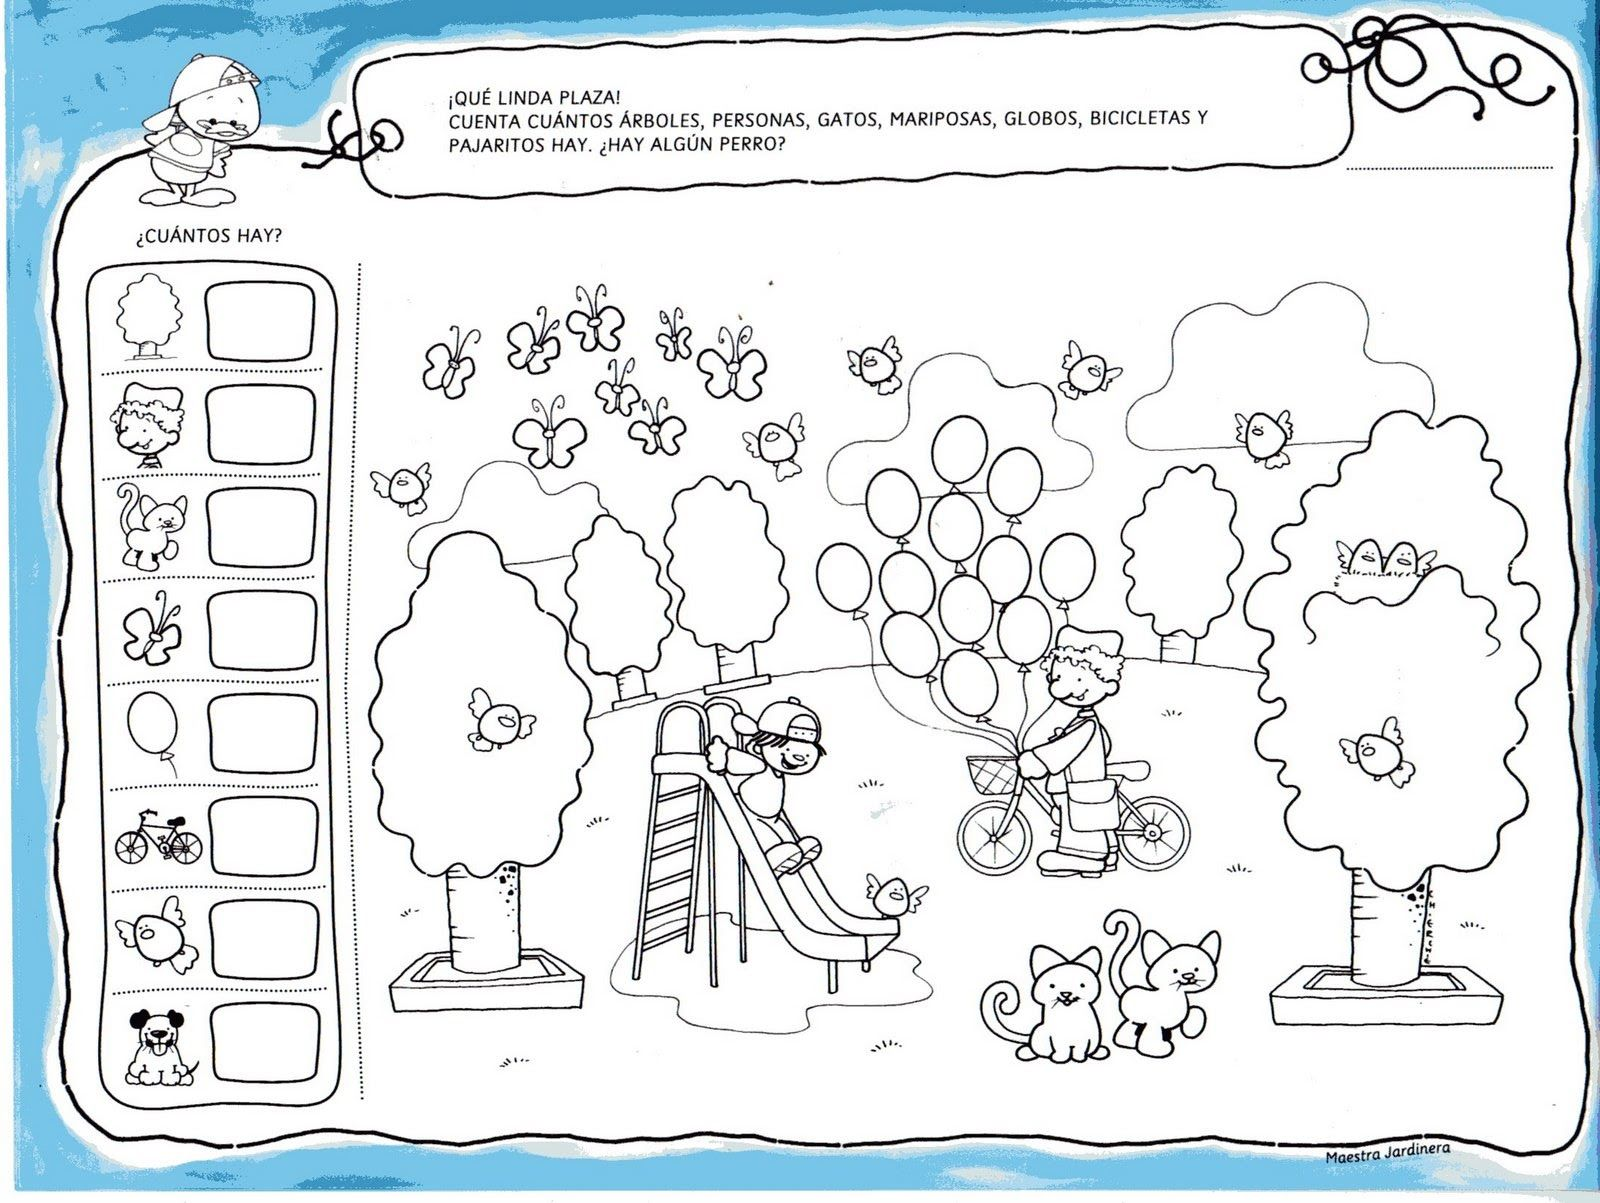 ¡QUÉ LINDA PLAZA!
CUENTA CUÁNTOS ÁRBOLES, PERSONAS, GATOS, MARIPOSAS, GLOBOS, BICICLETAS Y
PAJARITOS HAY. ¿HAY ALGÚN PERRO?
¿CUÁNTOS HAY?
Maestra Jardinera